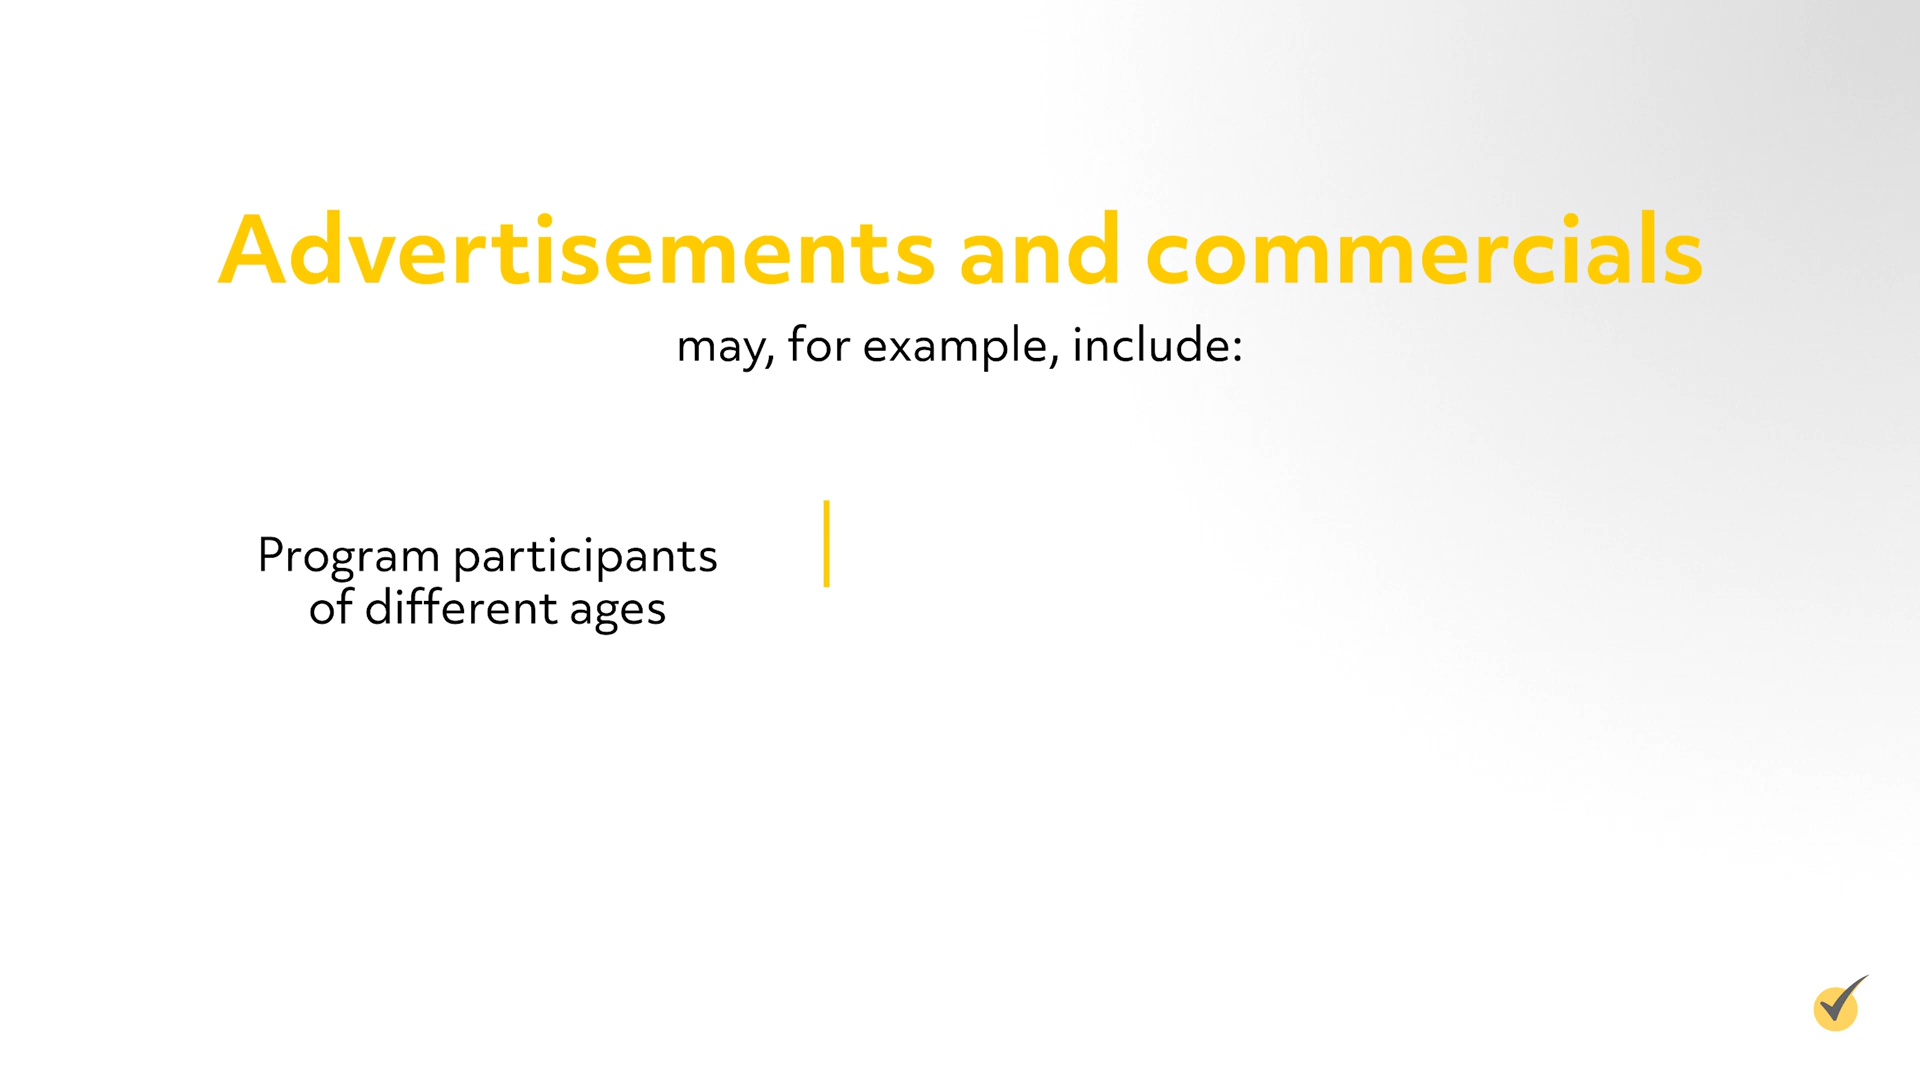 Advertisements and commercials
may, for example, include:
Program participants
of different ages